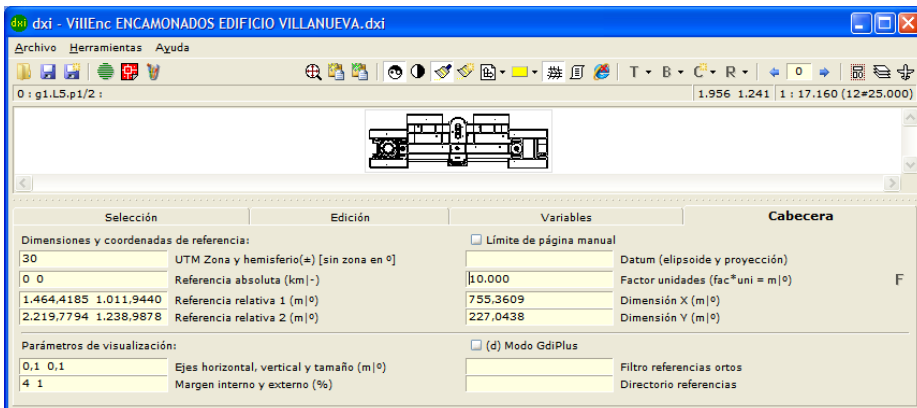 dxi dxi - VillEnc ENCAMONADOS EDIFICIO VILLANUEVA.dxi
Archivo Herramientas Ayuda
T B C R 0
0 : g1.L5.p1/2 : 1.956 1.241 1 : 17.160 (12≠25.000)
Selección Edición Variables Cabecera
Dimensiones y coordenadas de referencia: Límite de página manual
30 UTM Zona y hemisferio(±) [sin zona en º] Datum (elipsoide y proyección)
0 0 Referencia absoluta (km|-) 10.000 Factor unidades (fac*uni = m|º) F
1.464,4185 1.011,9440 Referencia relativa 1 (m|º) 755,3609 Dimensión X (m|º)
2.219,7794 1.238,9878 Referencia relativa 2 (m|º) 227,0438 Dimensión Y (m|º)
Parámetros de visualización: (d) Modo GdiPlus
0,1 0,1 Ejes horizontal, vertical y tamaño (m|º) Filtro referencias ortos
4 1 Margen interno y externo (%) Directorio referencias